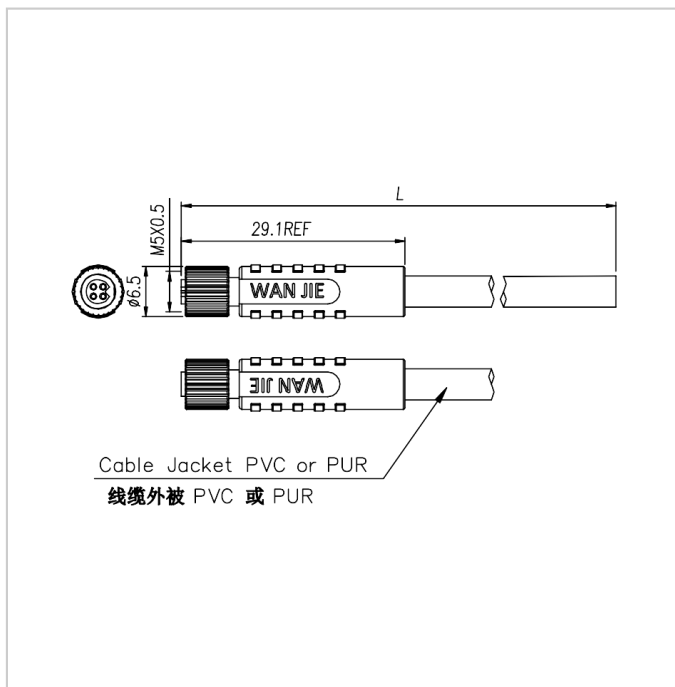 L
29.1REF
M5X0.5
ø6.5
WAN JIE
WAN JIE
Cable Jacket PVC or PUR
线缆外被 PVC 或 PUR